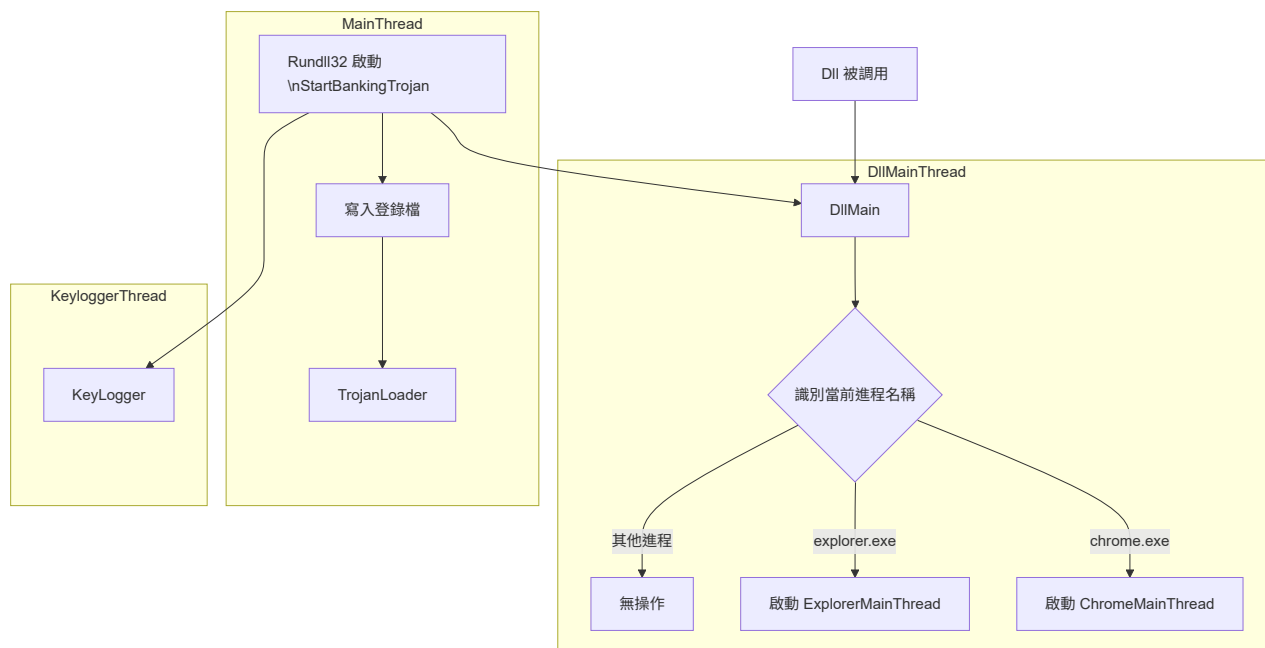 MainThread
Rundll32 啟動
\nStartBankingTrojan
Dll 被調用
DllMainThread
DllMain
寫入登錄檔
KeyloggerThread
KeyLogger
TrojanLoader
識別當前進程名稱
其他進程
explorer.exe
chrome.exe
無操作
啟動 ExplorerMainThread
啟動 ChromeMainThread